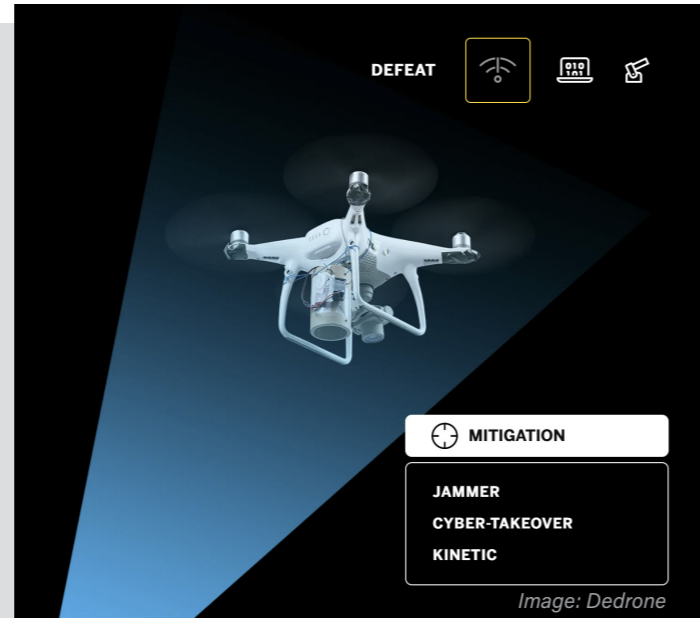 DEFEAT
MITIGATION
JAMMER
CYBER-TAKEOVER
KINETIC
Image: Dedrone